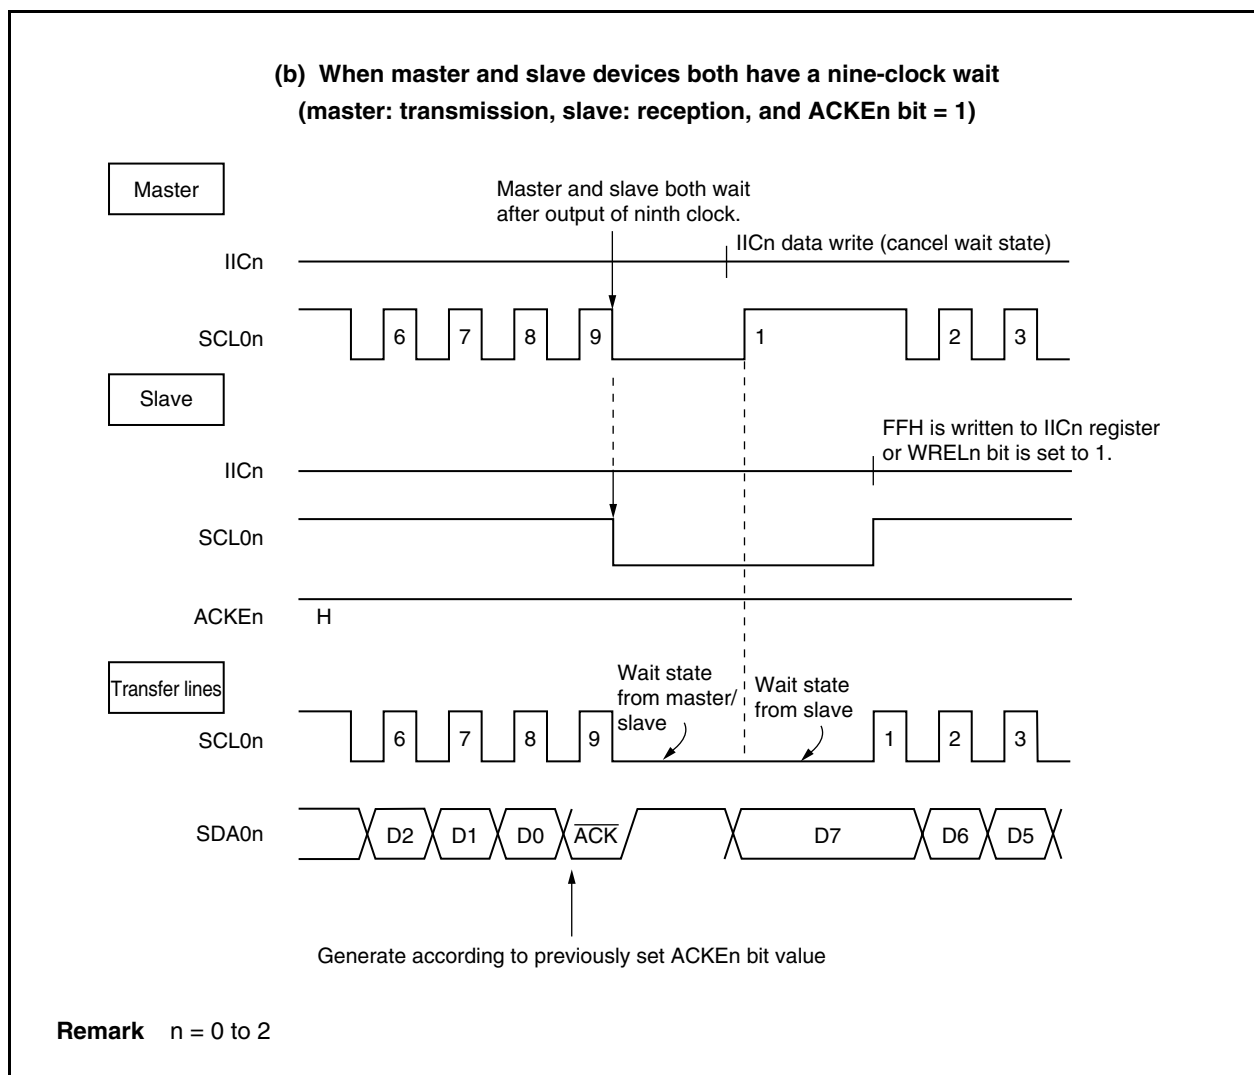 (b) When master and slave devices both have a nine-clock wait
(master: transmission, slave: reception, and ACKEn bit = 1)
Master
Master and slave both wait
after output of ninth clock.
IICn data write (cancel wait state)
IICn
SCL0n
6 7 8 9 1 2 3
Slave
FFH is written to IICn register
or WRELn bit is set to 1.
IICn
SCL0n
ACKEn
H
Transfer lines
Wait state
from master/
slave
Wait state
from slave
SCL0n
6 7 8 9 1 2 3
SDA0n
D2 D1 D0 ACK D7 D6 D5
Generate according to previously set ACKEn bit value
Remark n = 0 to 2